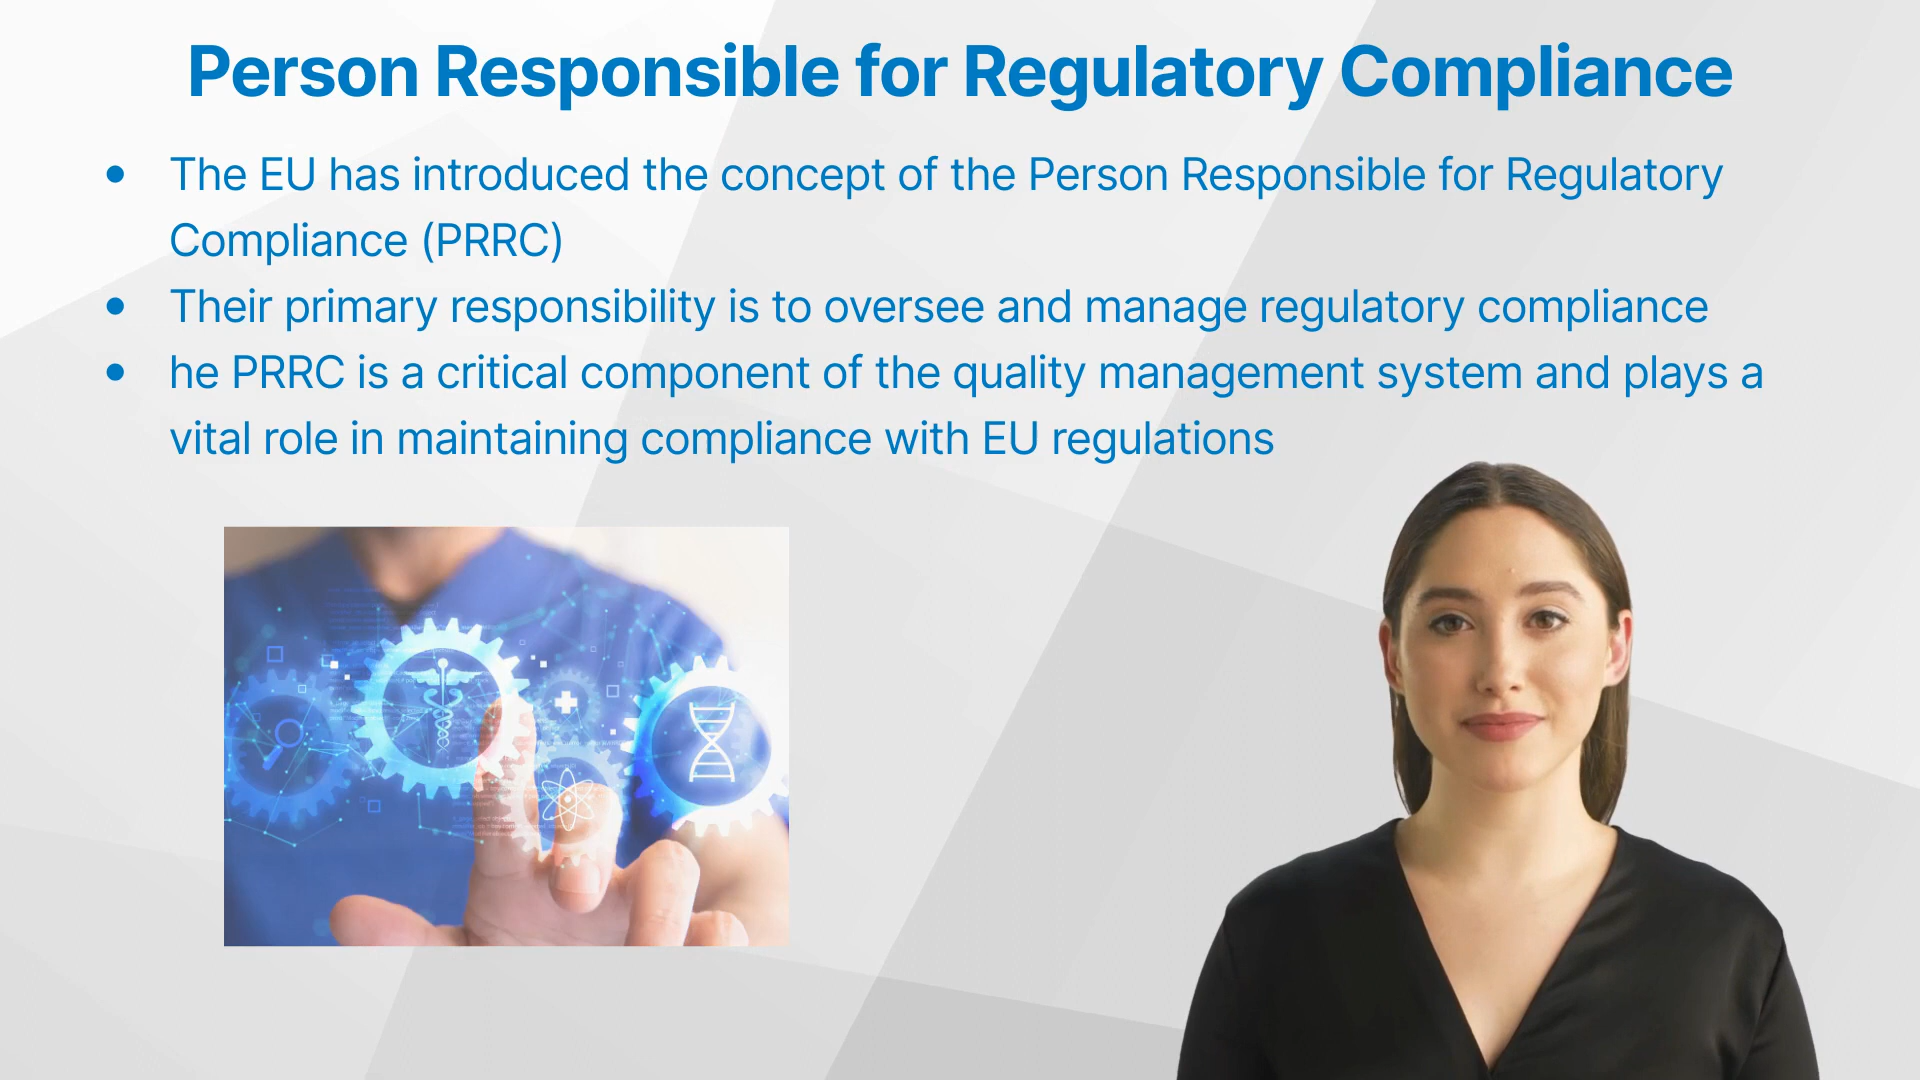 Person Responsible for Regulatory Compliance
• The EU has introduced the concept of the Person Responsible for Regulatory
Compliance (PRRC)
• Their primary responsibility is to oversee and manage regulatory compliance
• he PRRC is a critical component of the quality management system and plays a
vital role in maintaining compliance with EU regulations